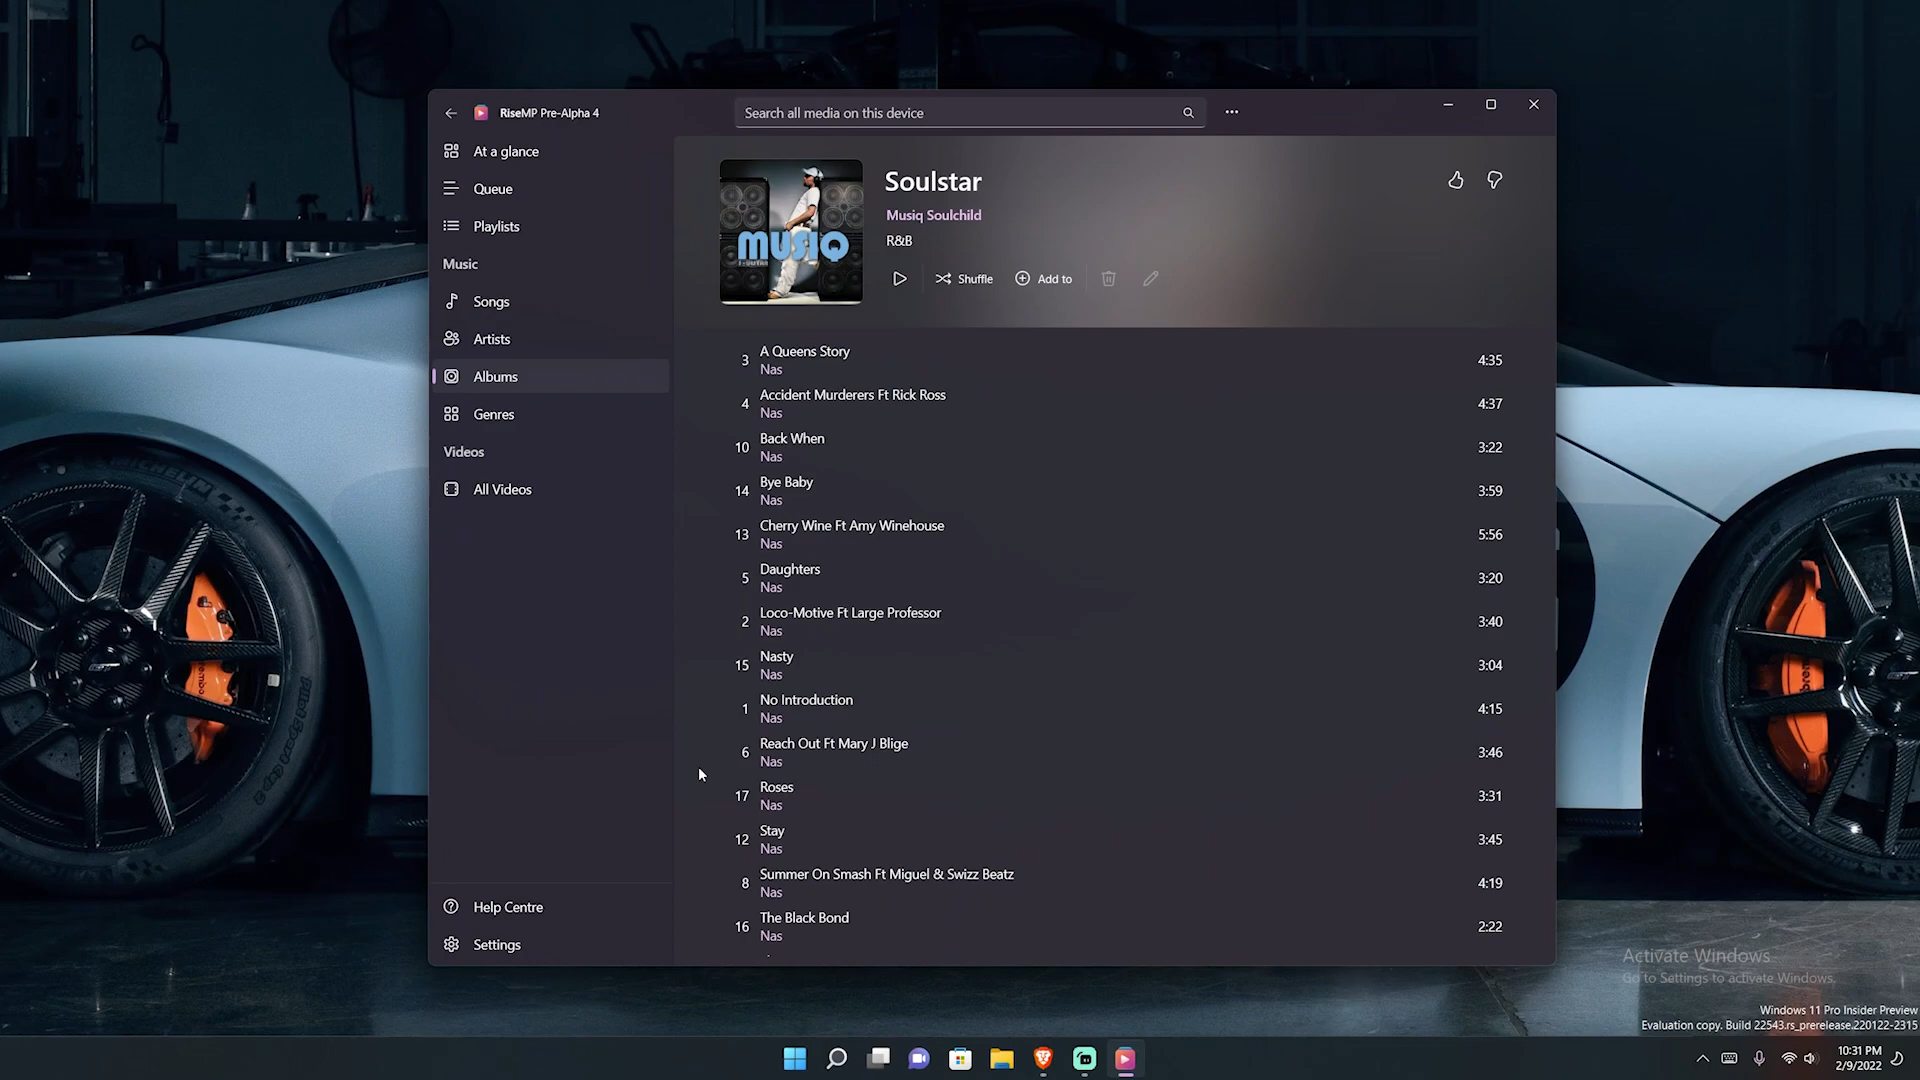 RiseMP Pre-Alpha 4
Search all media on this device
At a glance
Queue
Playlists
Music
Songs
Artists
Albums
Genres
Videos
All Videos
Help Centre
Settings
MUSIQ
Soulstar
Musiq Soulchild
R&B
Shuffle
Add to
3 A Queens Story 4:35
Nas
4 Accident Murderers Ft Rick Ross 4:37
Nas
10 Back When 3:22
Nas
14 Bye Baby 3:59
Nas
13 Cherry Wine Ft Amy Winehouse 5:56
Nas
5 Daughters 3:20
Nas
2 Loco-Motive Ft Large Professor 3:40
Nas
15 Nasty 3:04
Nas
1 No Introduction 4:15
Nas
6 Reach Out Ft Mary J Blige 3:46
Nas
17 Roses 3:31
Nas
12 Stay 3:45
Nas
8 Summer On Smash Ft Miguel & Swizz Beatz 4:19
Nas
16 The Black Bond 2:22
Nas
MICHELIN
Pilot Sport Cup 2
brembo
Activate Windows
Go to Settings to activate Windows.
Windows 11 Pro Insider Preview
Evaluation copy. Build 22543.rs_prerelease.220122-2315
10:31 PM
2/9/2022